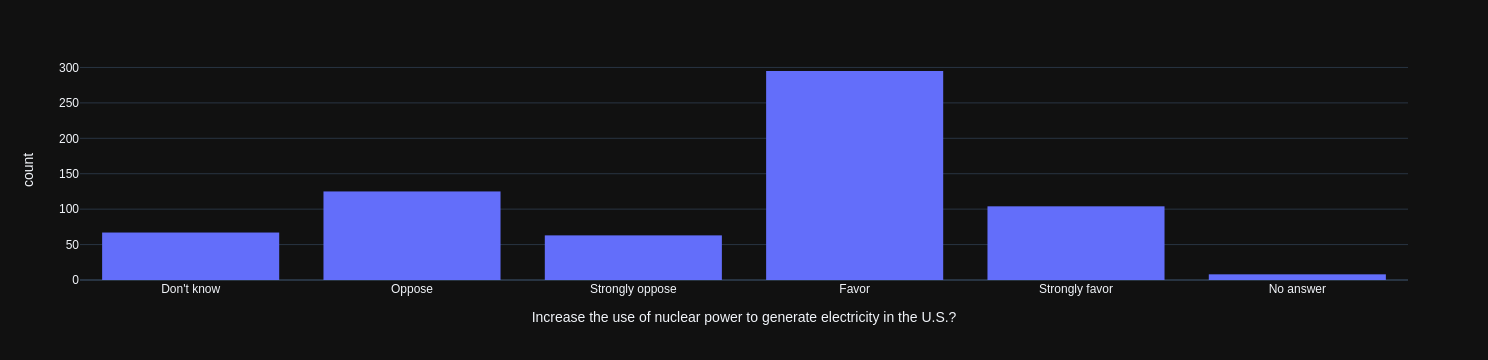 300
250
200
150
100
50
0
count
Don't know Oppose Strongly oppose Favor Strongly favor No answer
Increase the use of nuclear power to generate electricity in the U.S.?